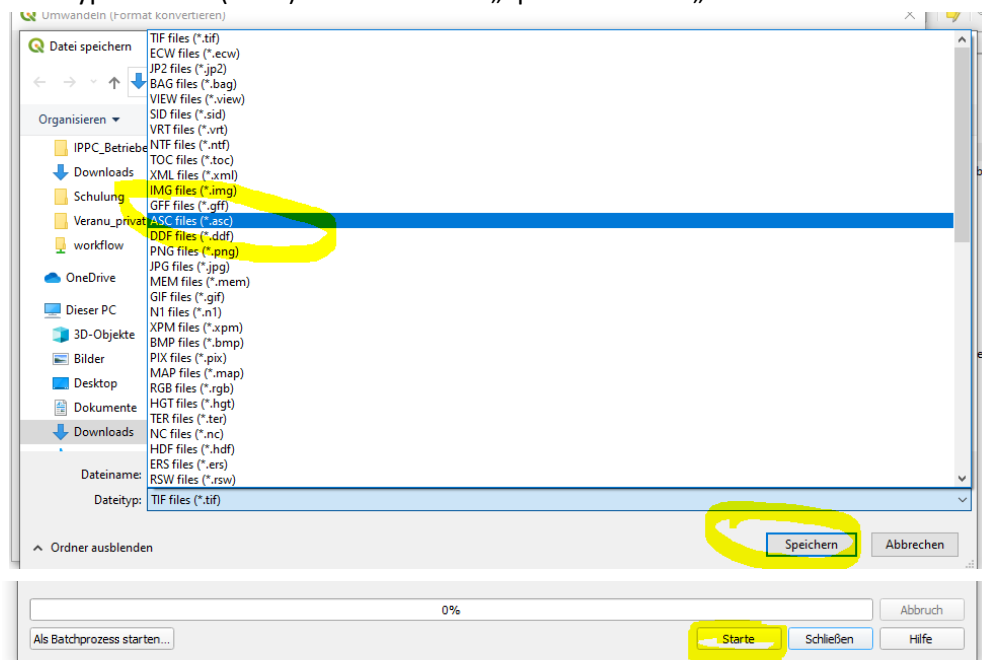 Umwandeln (Format konvertieren)
Datei speichern
Organisieren
IPPC_Betriebe
Downloads
Schulung
Veranu_privat
workflow
OneDrive
Dieser PC
3D-Objekte
Bilder
Desktop
Dokumente
Downloads
TIF files (*.tif)
ECW files (*.ecw)
JP2 files (*.jp2)
BAG files (*.bag)
VIEW files (*.view)
SID files (*.sid)
VRT files (*.vrt)
NTF files (*.ntf)
TOC files (*.toc)
XML files (*.xml)
IMG files (*.img)
GFF files (*.gff)
ASC files (*.asc)
DDF files (*.ddf)
PNG files (*.png)
JPG files (*.jpg)
MEM files (*.mem)
GIF files (*.gif)
N1 files (*.n1)
XPM files (*.xpm)
BMP files (*.bmp)
PIX files (*.pix)
MAP files (*.map)
RGB files (*.rgb)
HGT files (*.hgt)
TER files (*.ter)
NC files (*.nc)
HDF files (*.hdf)
ERS files (*.ers)
RSW files (*.rsw)
Dateiname:
Dateityp: TIF files (*.tif)
Ordner ausblenden
Speichern Abbrechen
0%
Abbruch
Als Batchprozess starten...
Starte Schließen Hilfe